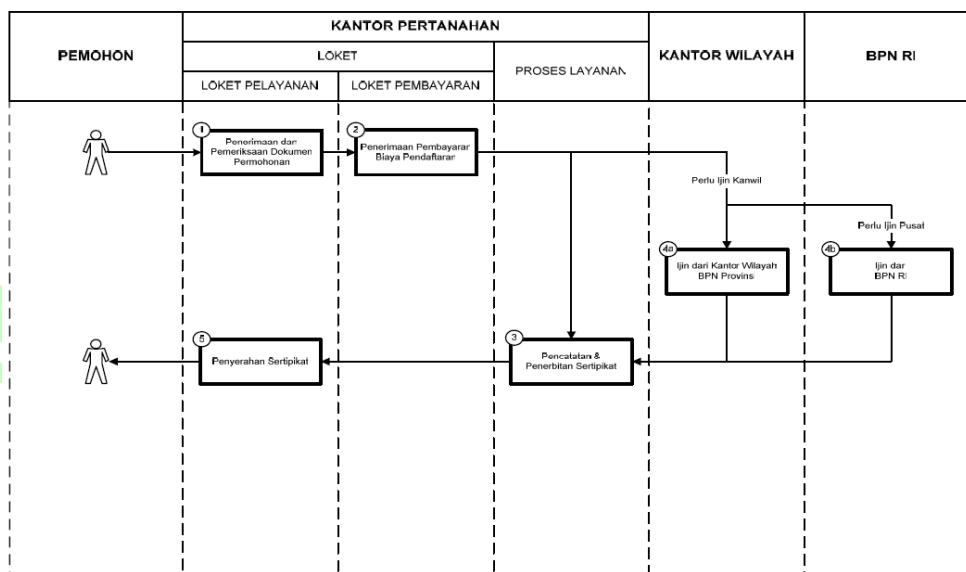 KANTOR PERTANAHAN
PEMOHON
LOKET
PROSES LAYANAN
KANTOR WILAYAH
BPN RI
LOKET PELAYANAN
LOKET PEMBAYARAN
1
Penerimaan dan
Pemeriksaan Dokumen
Permohonan
2
Penerimaan Pembayaran
Biaya Pendaftaran
Perlu Ijin Kanwil
Perlu Ijin Pusat
4a
Ijin dari Kantor Wilayah
BPN Provinsi
4b
Ijin dar
BPN RI
5
Penyerahan Sertipikat
3
Pencatatan &
Penerbitan Sertipikat